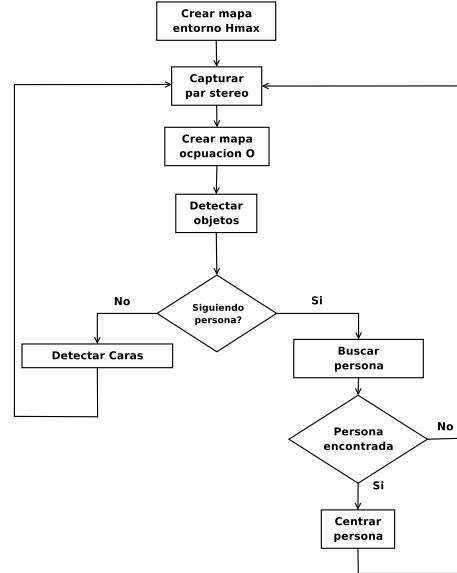 Crear mapa
entorno Hmax
Capturar
par stereo
Crear mapa
ocpuacion O
Detectar
objetos
Siguiendo
persona?
No
Si
Detectar Caras
Buscar
persona
Persona
encontrada
No
Si
Centrar
persona